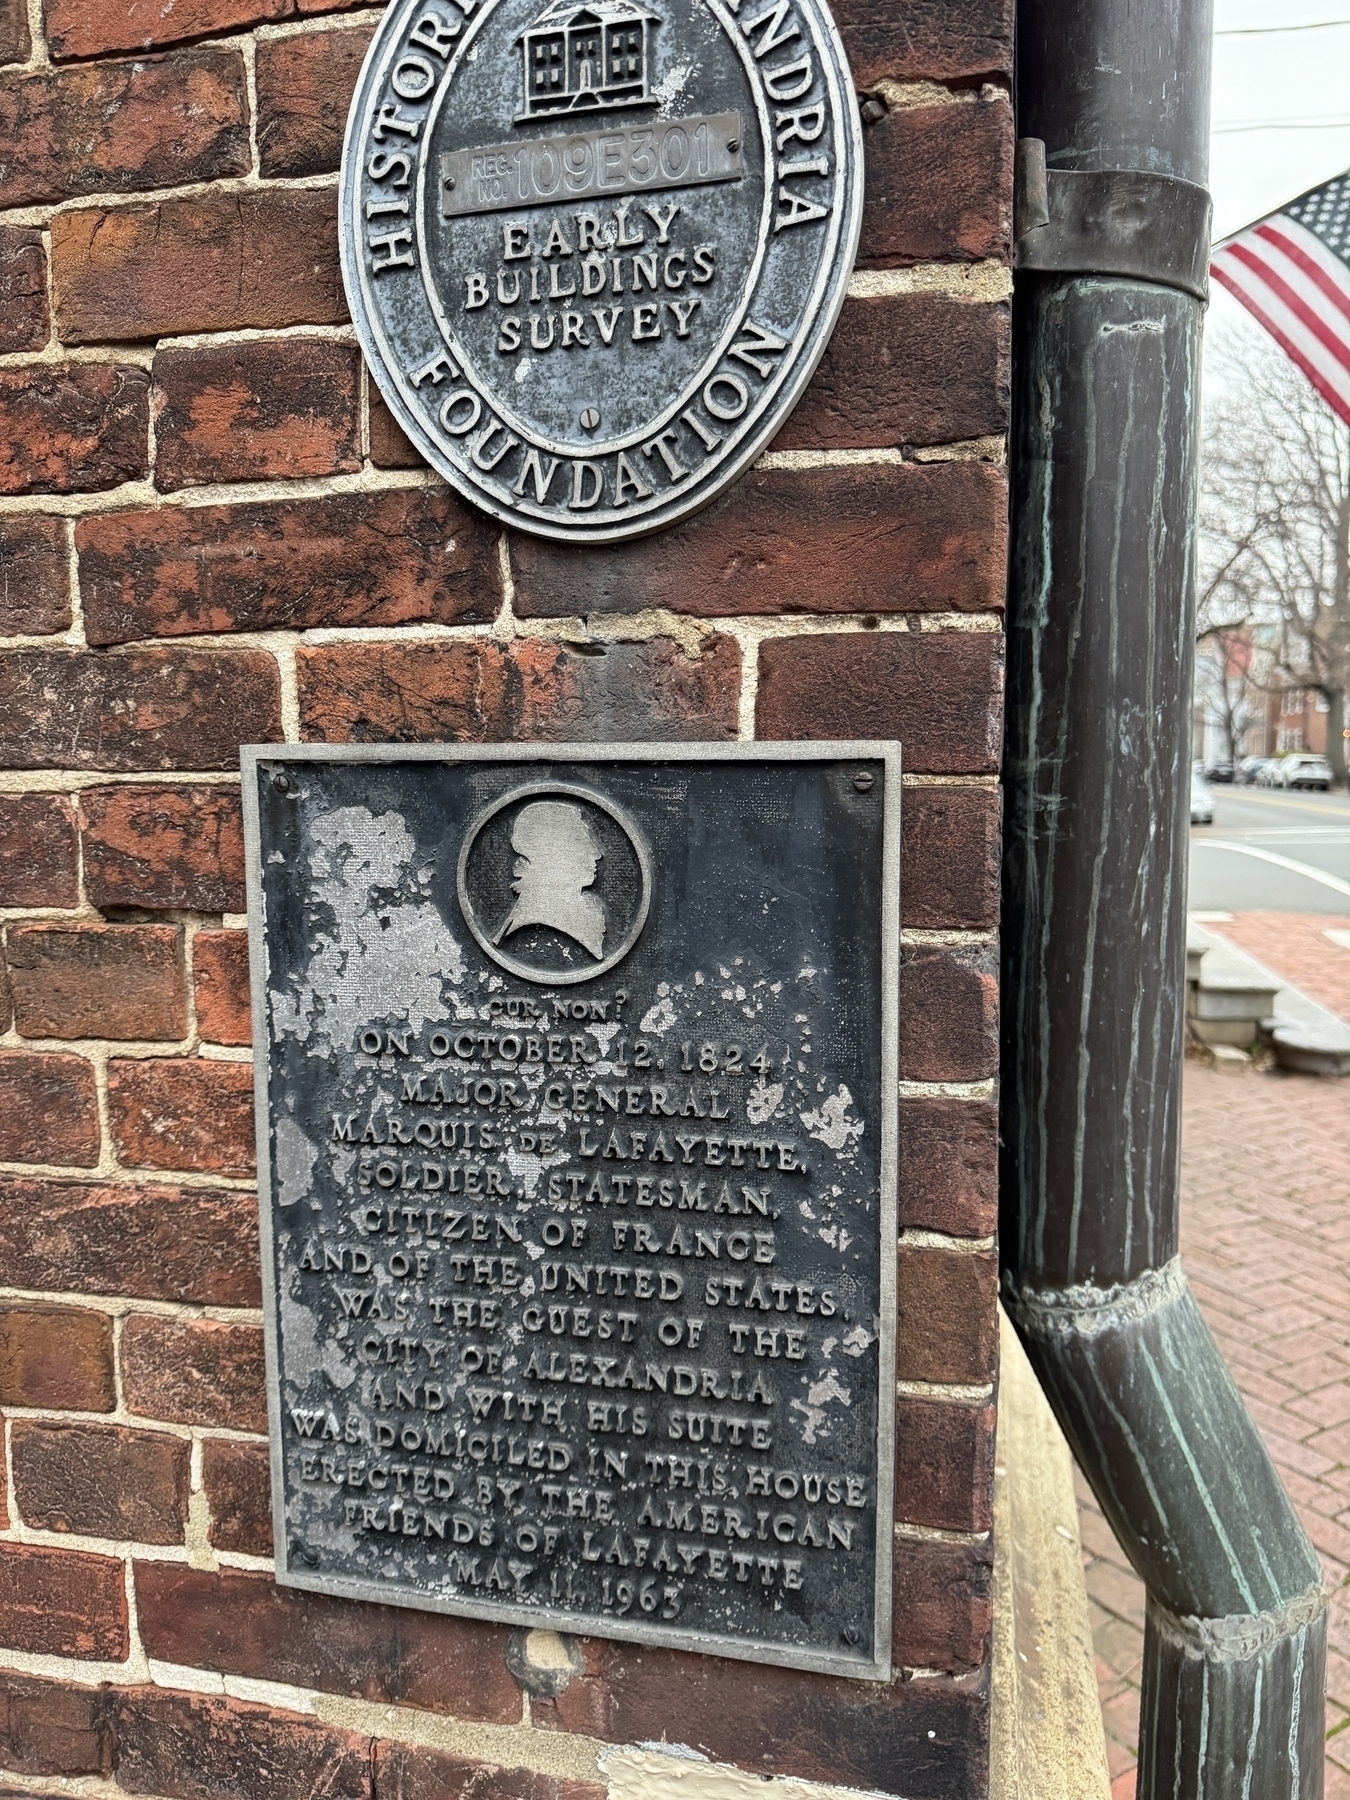 HISTORI
NDRIA
REG. NO. 109E301
EARLY
BUILDINGS
SURVEY
FOUNDATION
CUR NON?
ON OCTOBER 12, 1824
MAJOR GENERAL
MARQUIS DE LAFAYETTE,
SOLDIER, STATESMAN,
CITIZEN OF FRANCE
AND OF THE UNITED STATES,
WAS THE GUEST OF THE
CITY OF ALEXANDRIA
AND WITH HIS SUITE
WAS DOMICILED IN THIS HOUSE
ERECTED BY THE AMERICAN
FRIENDS OF LAFAYETTE
MAY 11, 1963